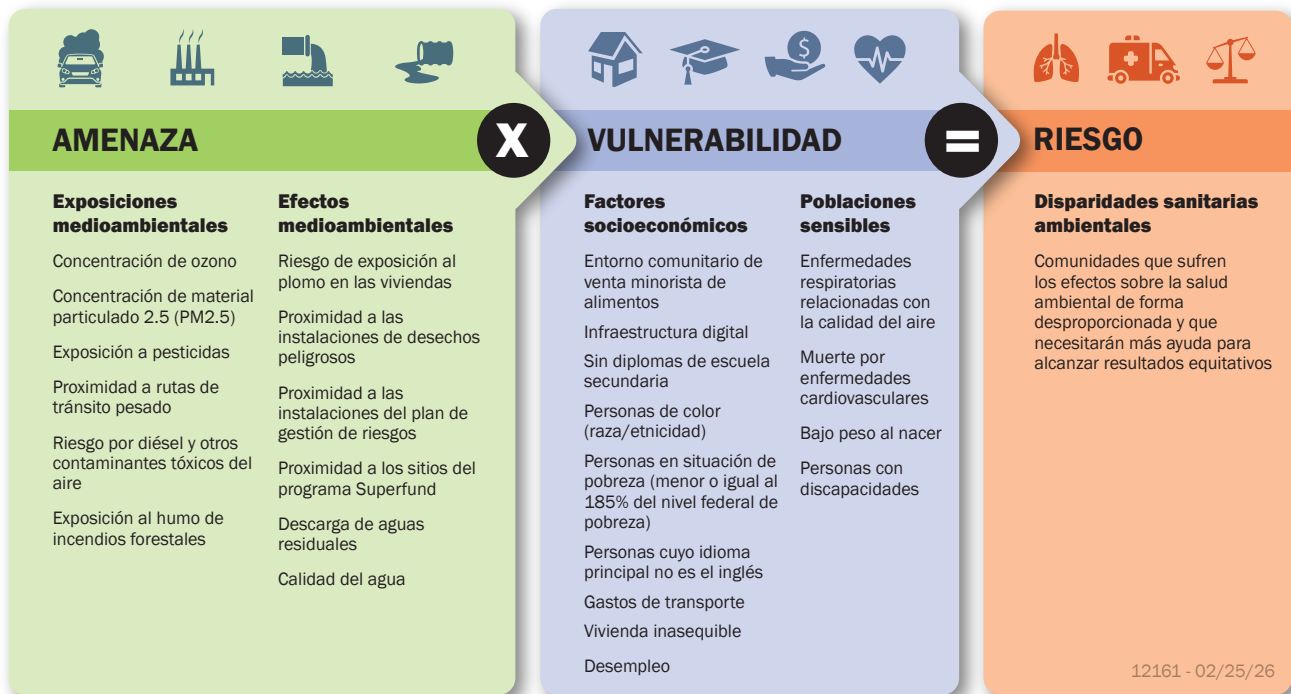 AMENAZA
X
VULNERABILIDAD
=
RIESGO
Exposiciones
medioambientales
Concentración de ozono
Concentración de material
particulado 2.5 (PM2.5)
Exposición a pesticidas
Proximidad a rutas de
tránsito pesado
Riesgo por diésel y otros
contaminantes tóxicos del
aire
Exposición al humo de
incendios forestales
Efectos
medioambientales
Riesgo de exposición al
plomo en las viviendas
Proximidad a las
instalaciones de desechos
peligrosos
Proximidad a las
instalaciones del plan de
gestión de riesgos
Proximidad a los sitios del
programa Superfund
Descarga de aguas
residuales
Calidad del agua
$
Factores
socioeconómicos
Entorno comunitario de
venta minorista de
alimentos
Infraestructura digital
Sin diplomas de escuela
secundaria
Personas de color
(raza/etnicidad)
Personas en situación de
pobreza (menor o igual al
185% del nivel federal de
pobreza)
Personas cuyo idioma
principal no es el inglés
Gastos de transporte
Vivienda inasequible
Desempleo
Poblaciones
sensibles
Enfermedades
respiratorias
relacionadas con
la calidad del aire
Muerte por
enfermedades
cardiovasculares
Bajo peso al nacer
Personas con
discapacidades
Disparidades sanitarias
ambientales
Comunidades que sufren
los efectos sobre la salud
ambiental de forma
desproporcionada y que
necesitarán más ayuda para
alcanzar resultados equitativos
12161 - 02/25/26